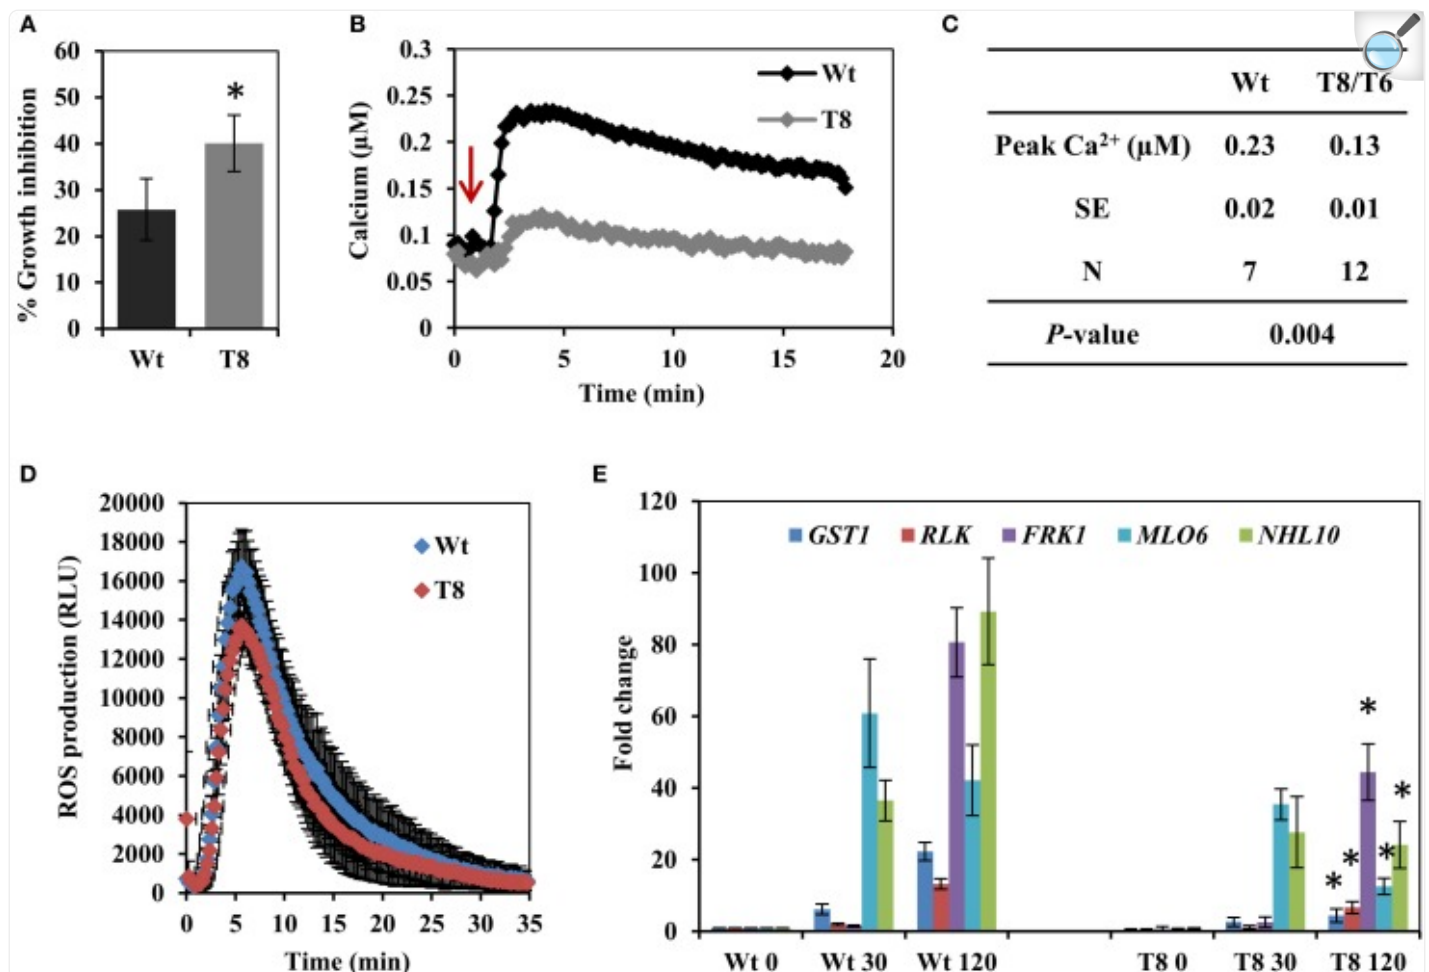 A
60
50
40
30
20
10
0
% Growth inhibition
*
Wt
T8
B
0.3
0.25
0.2
0.15
0.1
0.05
0
Calcium (µM)
Wt
T8
0
5
10
15
20
Time (min)
C
Wt T8/T6
Peak Ca²⁺ (µM) 0.23 0.13
SE 0.02 0.01
N 7 12
P-value 0.004
D
20000
18000
16000
14000
12000
10000
8000
6000
4000
2000
0
ROS production (RLU)
Wt
T8
0 5 10 15 20 25 30 35
Time (min)
E
120
100
80
60
40
20
0
Fold change
GST1 RLK FRK1 MLO6 NHL10
* * * * *
Wt 0 Wt 30 Wt 120 T8 0 T8 30 T8 120